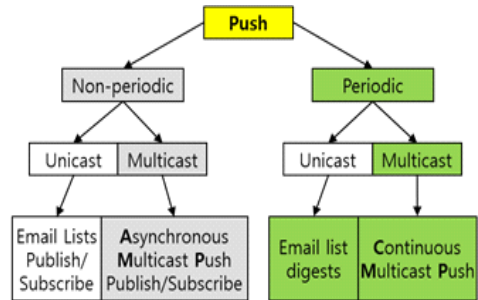 Push
Non-periodic
Periodic
Unicast
Multicast
Unicast
Multicast
Email Lists
Publish/
Subscribe
Asynchronous
Multicast Push
Publish/Subscribe
Email list
digests
Continuous
Multicast Push